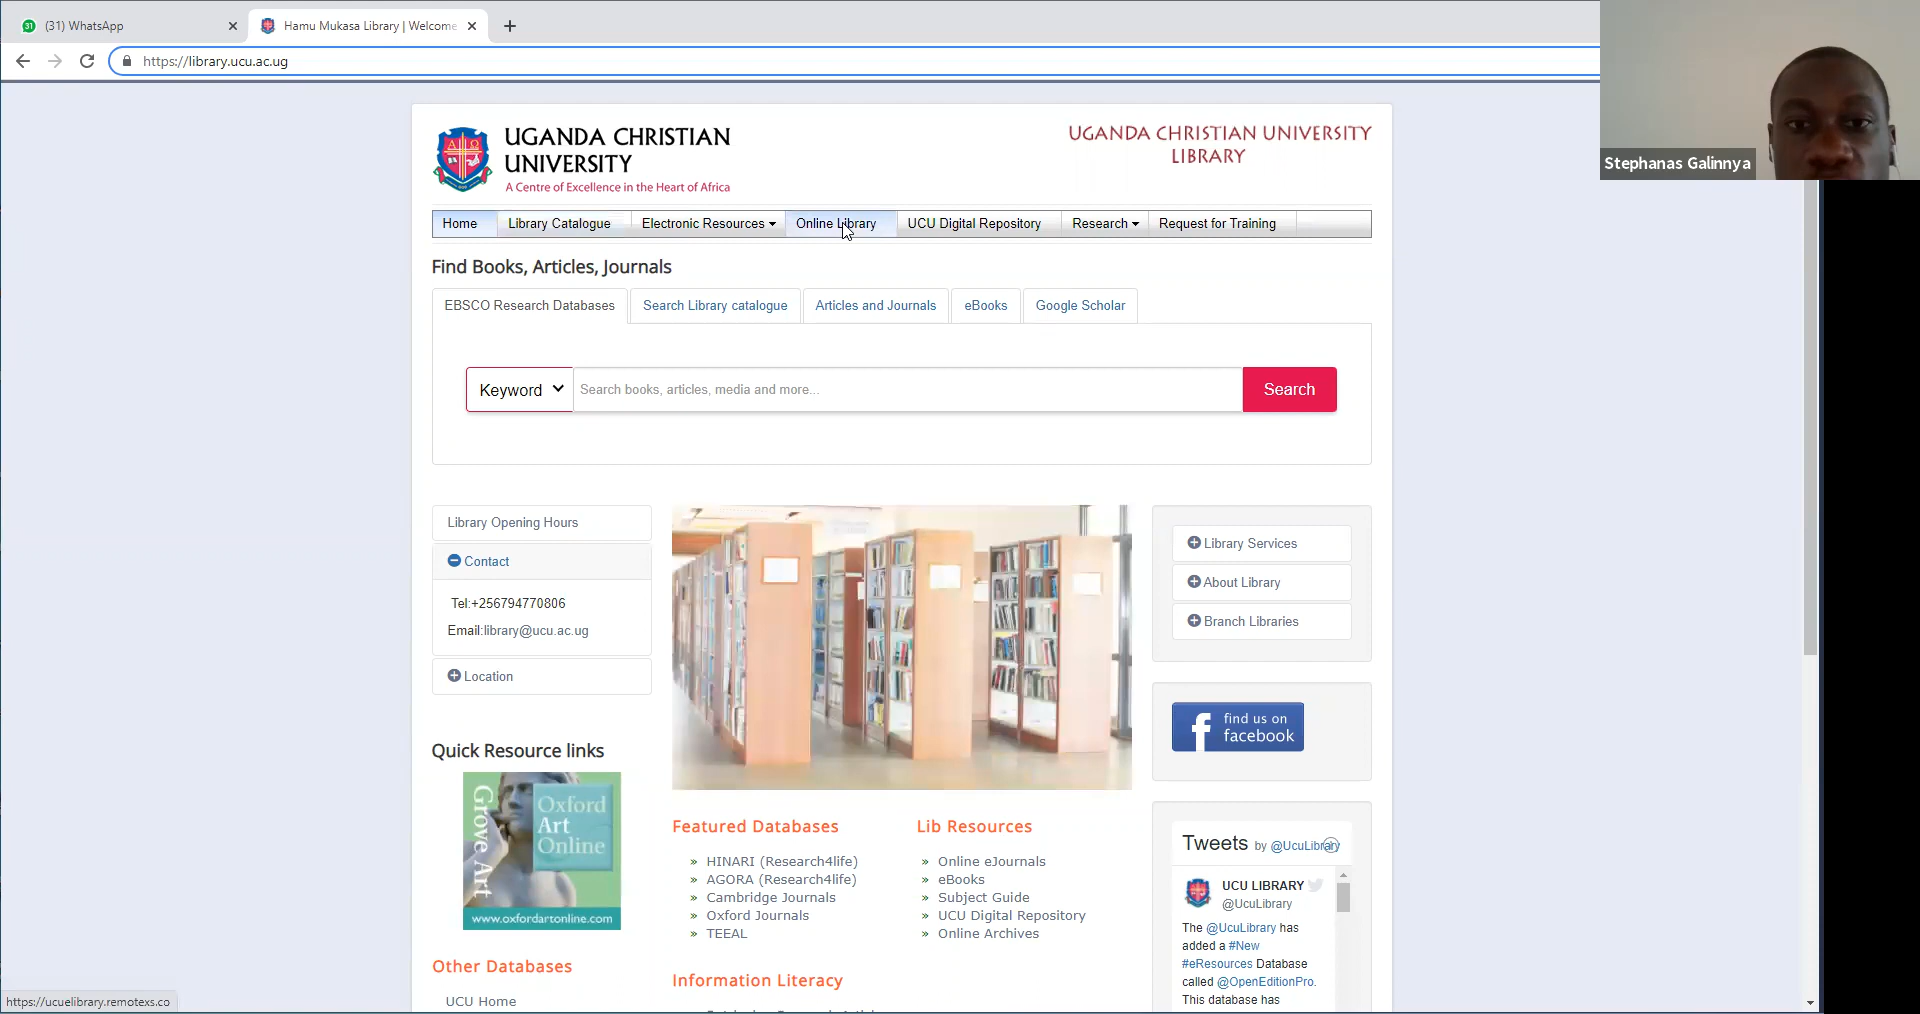 (31) WhatsApp
Hamu Mukasa Library | Welcome
https://library.ucu.ac.ug
Stephanas Galinnya
UGANDA CHRISTIAN
UNIVERSITY
A Centre of Excellence in the Heart of Africa
UGANDA CHRISTIAN UNIVERSITY
LIBRARY
Home Library Catalogue Electronic Resources Online Library UCU Digital Repository Research Request for Training
Find Books, Articles, Journals
EBSCO Research Databases Search Library catalogue Articles and Journals eBooks Google Scholar
Keyword Search books, articles, media and more... Search
Library Opening Hours
Contact
Tel:+256794770806
Email:library@ucu.ac.ug
Location
Library Services
About Library
Branch Libraries
find us on
facebook
Quick Resource links
Grove Art
Oxford
Art
Online
www.oxfordartonline.com
Other Databases
UCU Home
Featured Databases
» HINARI (Research4life)
» AGORA (Research4life)
» Cambridge Journals
» Oxford Journals
» TEEAL
Information Literacy
Lib Resources
» Online eJournals
» eBooks
» Subject Guide
» UCU Digital Repository
» Online Archives
Tweets by @UcuLibrary
UCU LIBRARY
@UcuLibrary
The @UcuLibrary has
added a #New
#eResources Database
called @OpenEditionPro.
This database has
https://ucuelibrary.remotexs.co